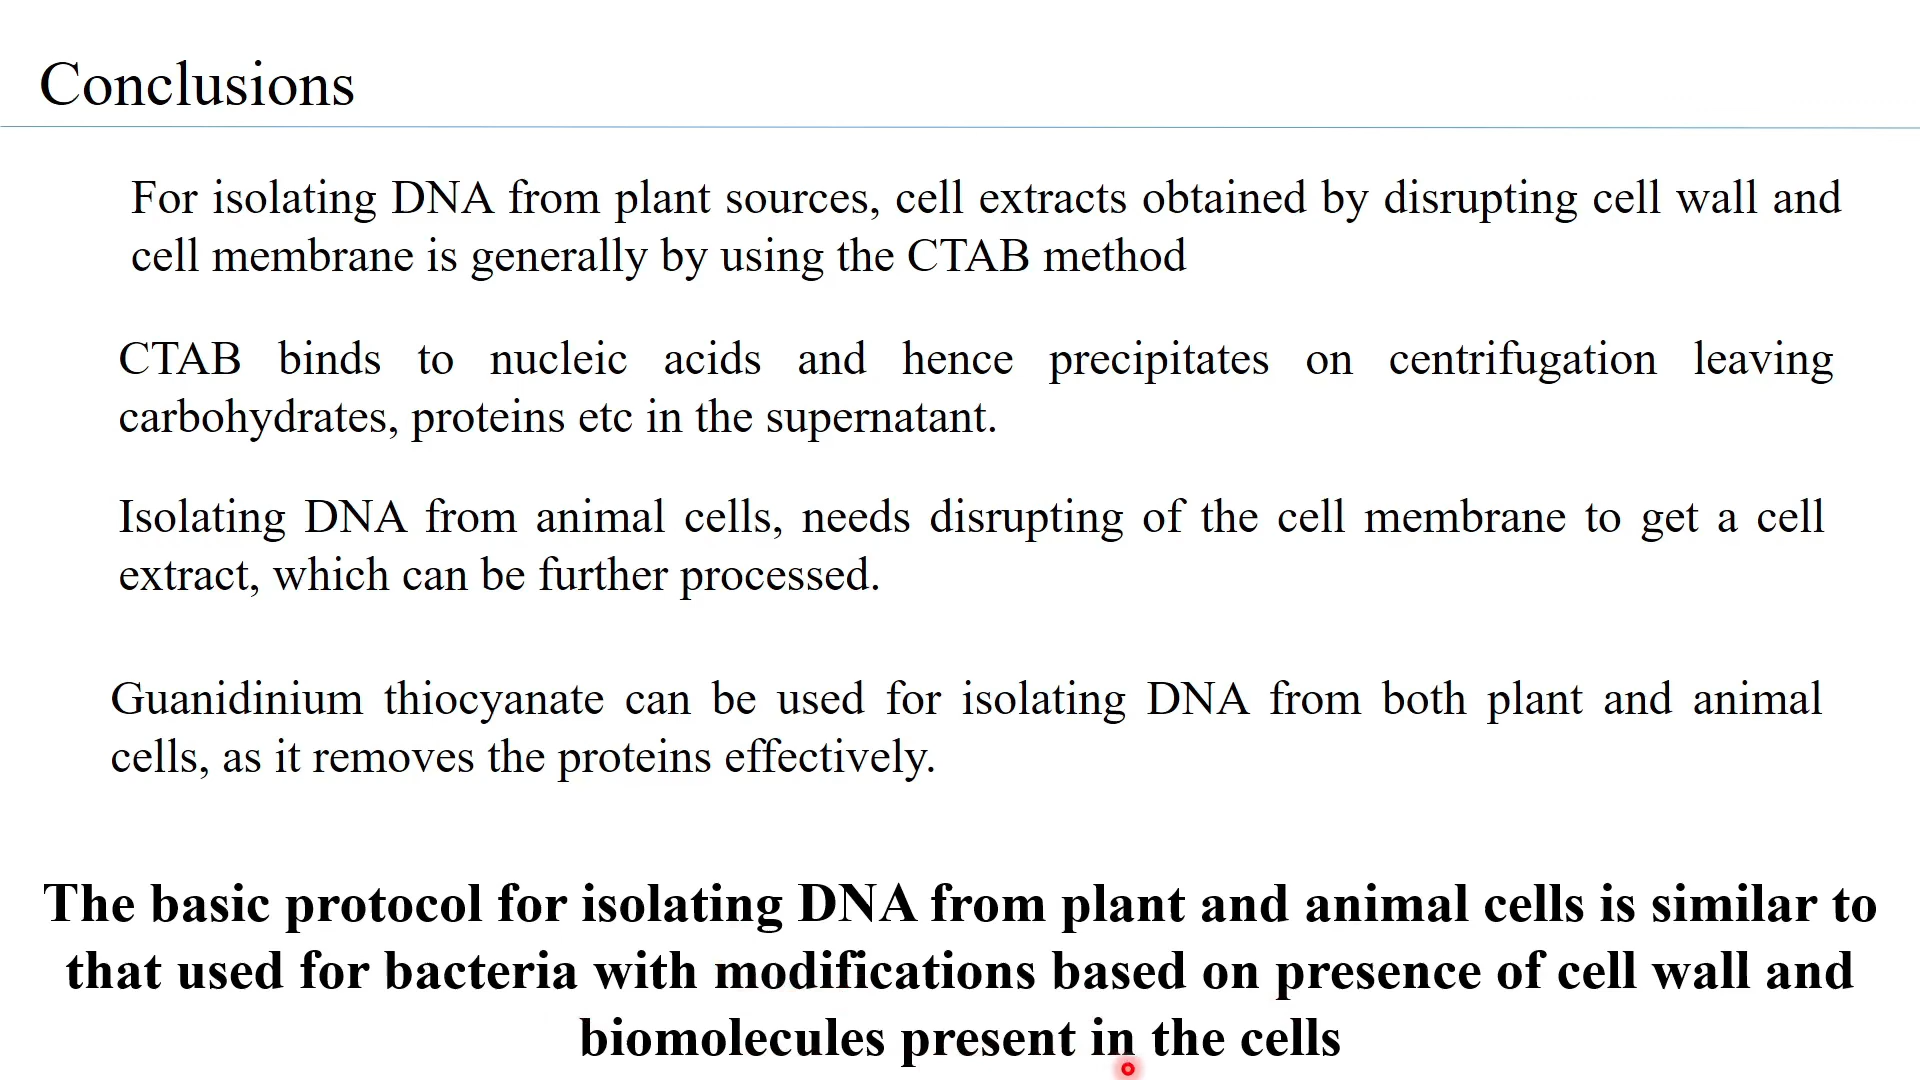 Conclusions
For isolating DNA from plant sources, cell extracts obtained by disrupting cell wall and
cell membrane is generally by using the CTAB method
CTAB binds to nucleic acids and hence precipitates on centrifugation leaving
carbohydrates, proteins etc in the supernatant.
Isolating DNA from animal cells, needs disrupting of the cell membrane to get a cell
extract, which can be further processed.
Guanidinium thiocyanate can be used for isolating DNA from both plant and animal
cells, as it removes the proteins effectively.
The basic protocol for isolating DNA from plant and animal cells is similar to
that used for bacteria with modifications based on presence of cell wall and
biomolecules present in the cells